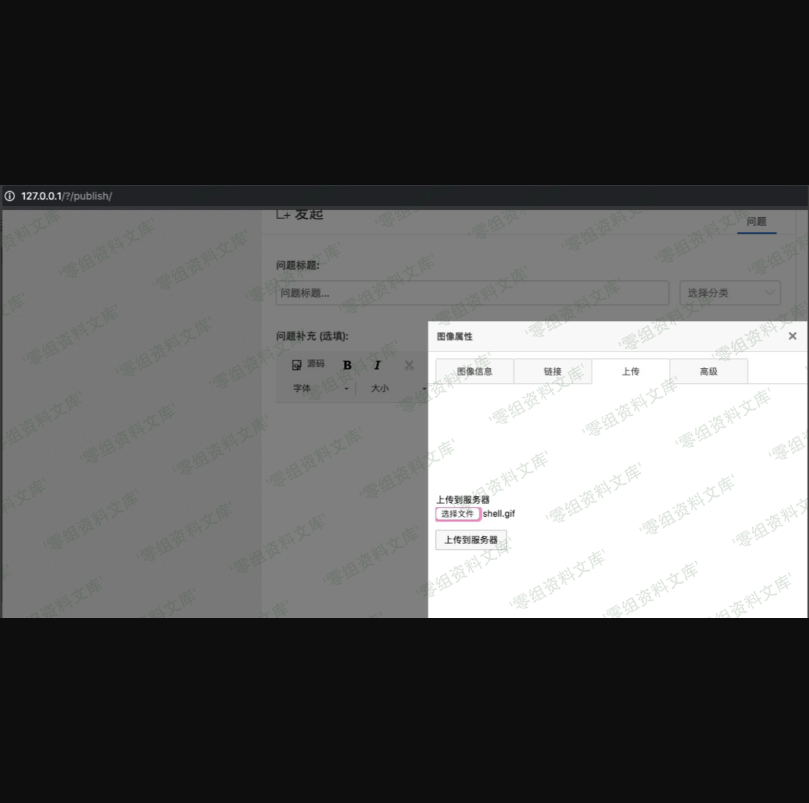 127.0.0.1/?/publish/
发起
问题
问题标题:
问题标题...
选择分类
问题补充 (选填):
源码 B I
字体 大小
图像属性
图像信息 链接 上传 高级
上传到服务器
选择文件 shell.gif
上传到服务器
零组资料文库